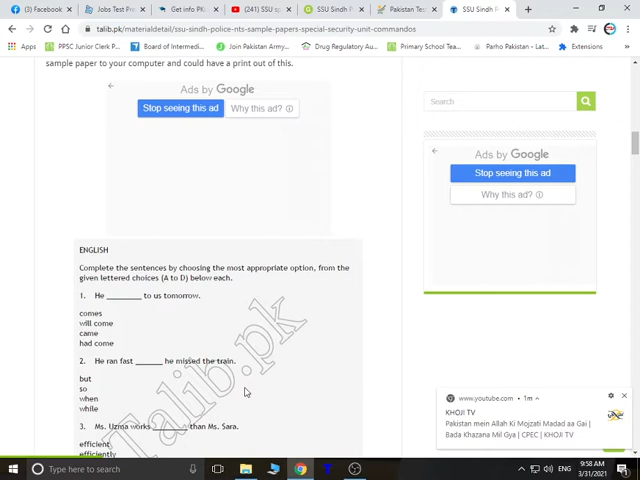 (3) Facebook
Jobs Test Pre
Get info PK:
(241) SSU sp
SSU Sindh P
Pakistan Tes
SSU Sindh P
talib.pk/materialdetail/ssu-sindh-police-nts-sample-papers-special-security-unit-commandos
PPSC Junior Clerk P...
Board of Intermedi...
Join Pakistan Army...
Drug Regulatory Au...
Primary School Tea...
Parho Pakistan - Lat...
Extensions
sample paper to your computer and could have a print out of this.
Ads by Google
Stop seeing this ad
Why this ad?
Search
Ads by Google
Stop seeing this ad
Why this ad?
ENGLISH
Complete the sentences by choosing the most appropriate option, from the
given lettered choices (A to D) below each.
1. He ________ to us tomorrow.
comes
will come
came
had come
2. He ran fast ______ he missed the train.
but
so
when
while
3. Ms. Uzma works ________ than Ms. Sara.
efficient
efficiently
Talib.pk
www.youtube.com • 1m
KHOJI TV
Pakistan mein Allah Ki Mojzati Madad aa Gai |
Bada Khazana Mil Gya | CPEC | KHOJI TV
Type here to search
ENG
9:58 AM
3/31/2021